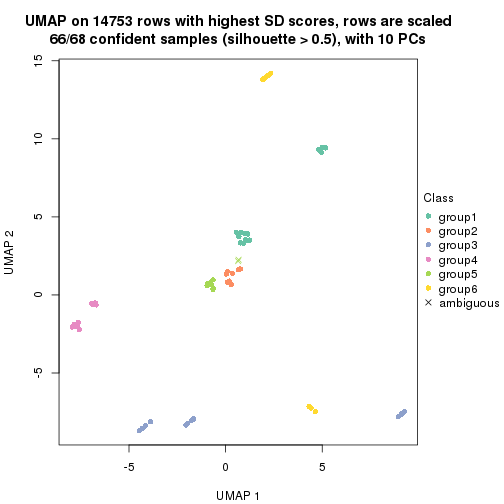 UMAP on 14753 rows with highest SD scores, rows are scaled
66/68 confident samples (silhouette > 0.5), with 10 PCs
15
10
5
0
-5
UMAP 2
-5
0
5
UMAP 1
Class
group1
group2
group3
group4
group5
group6
ambiguous